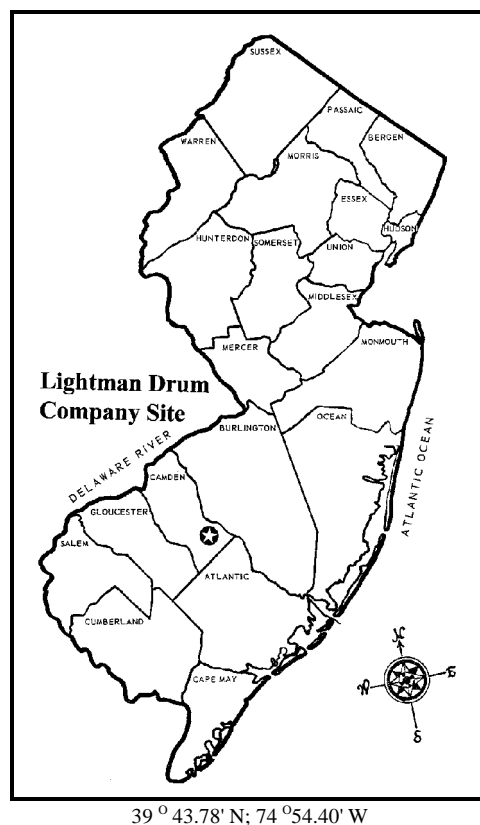 SUSSEX
PASSAIC
BERGEN
WARREN
MORRIS
ESSEX
HUDSON
HUNTERDON
SOMERSET
UNION
MIDDLESEX
MERCER
MONMOUTH
Lightman Drum
Company Site
OCEAN
BURLINGTON
DELAWARE RIVER
ATLANTIC OCEAN
CAMDEN
GLOUCESTER
SALEM
ATLANTIC
CUMBERLAND
CAPE MAY
N
W
E
S
39 O 43.78' N; 74 O54.40' W